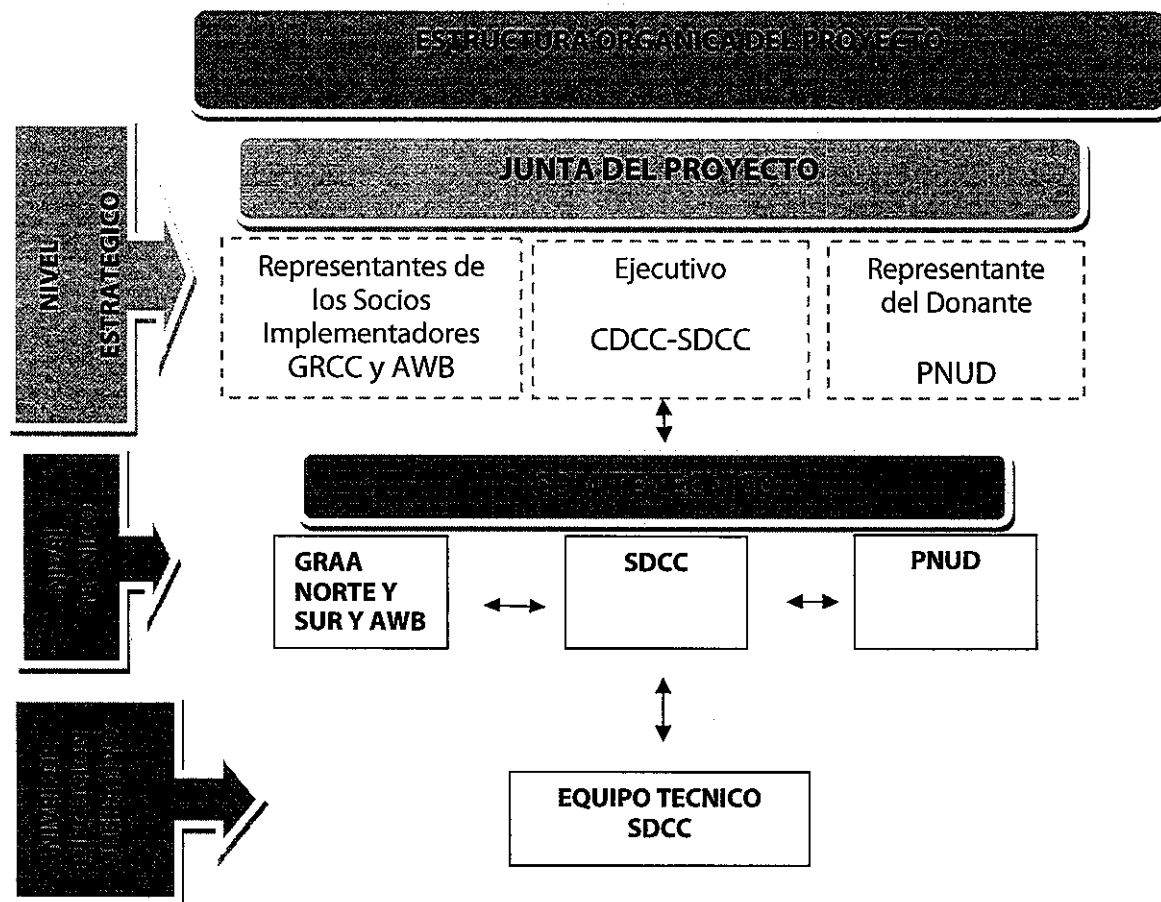 ESTRUCTURA ORGANICA DEL PROYECTO
JUNTA DEL PROYECTO
NIVEL
ESTRATEGICO
Representantes de
los Socios
Implementadores
GRCC y AWB
Ejecutivo
CDCC-SDCC
Representante
del Donante
PNUD
NIVEL
GRAA
NORTE Y
SUR Y AWB
SDCC
PNUD
EQUIPO TECNICO
SDCC